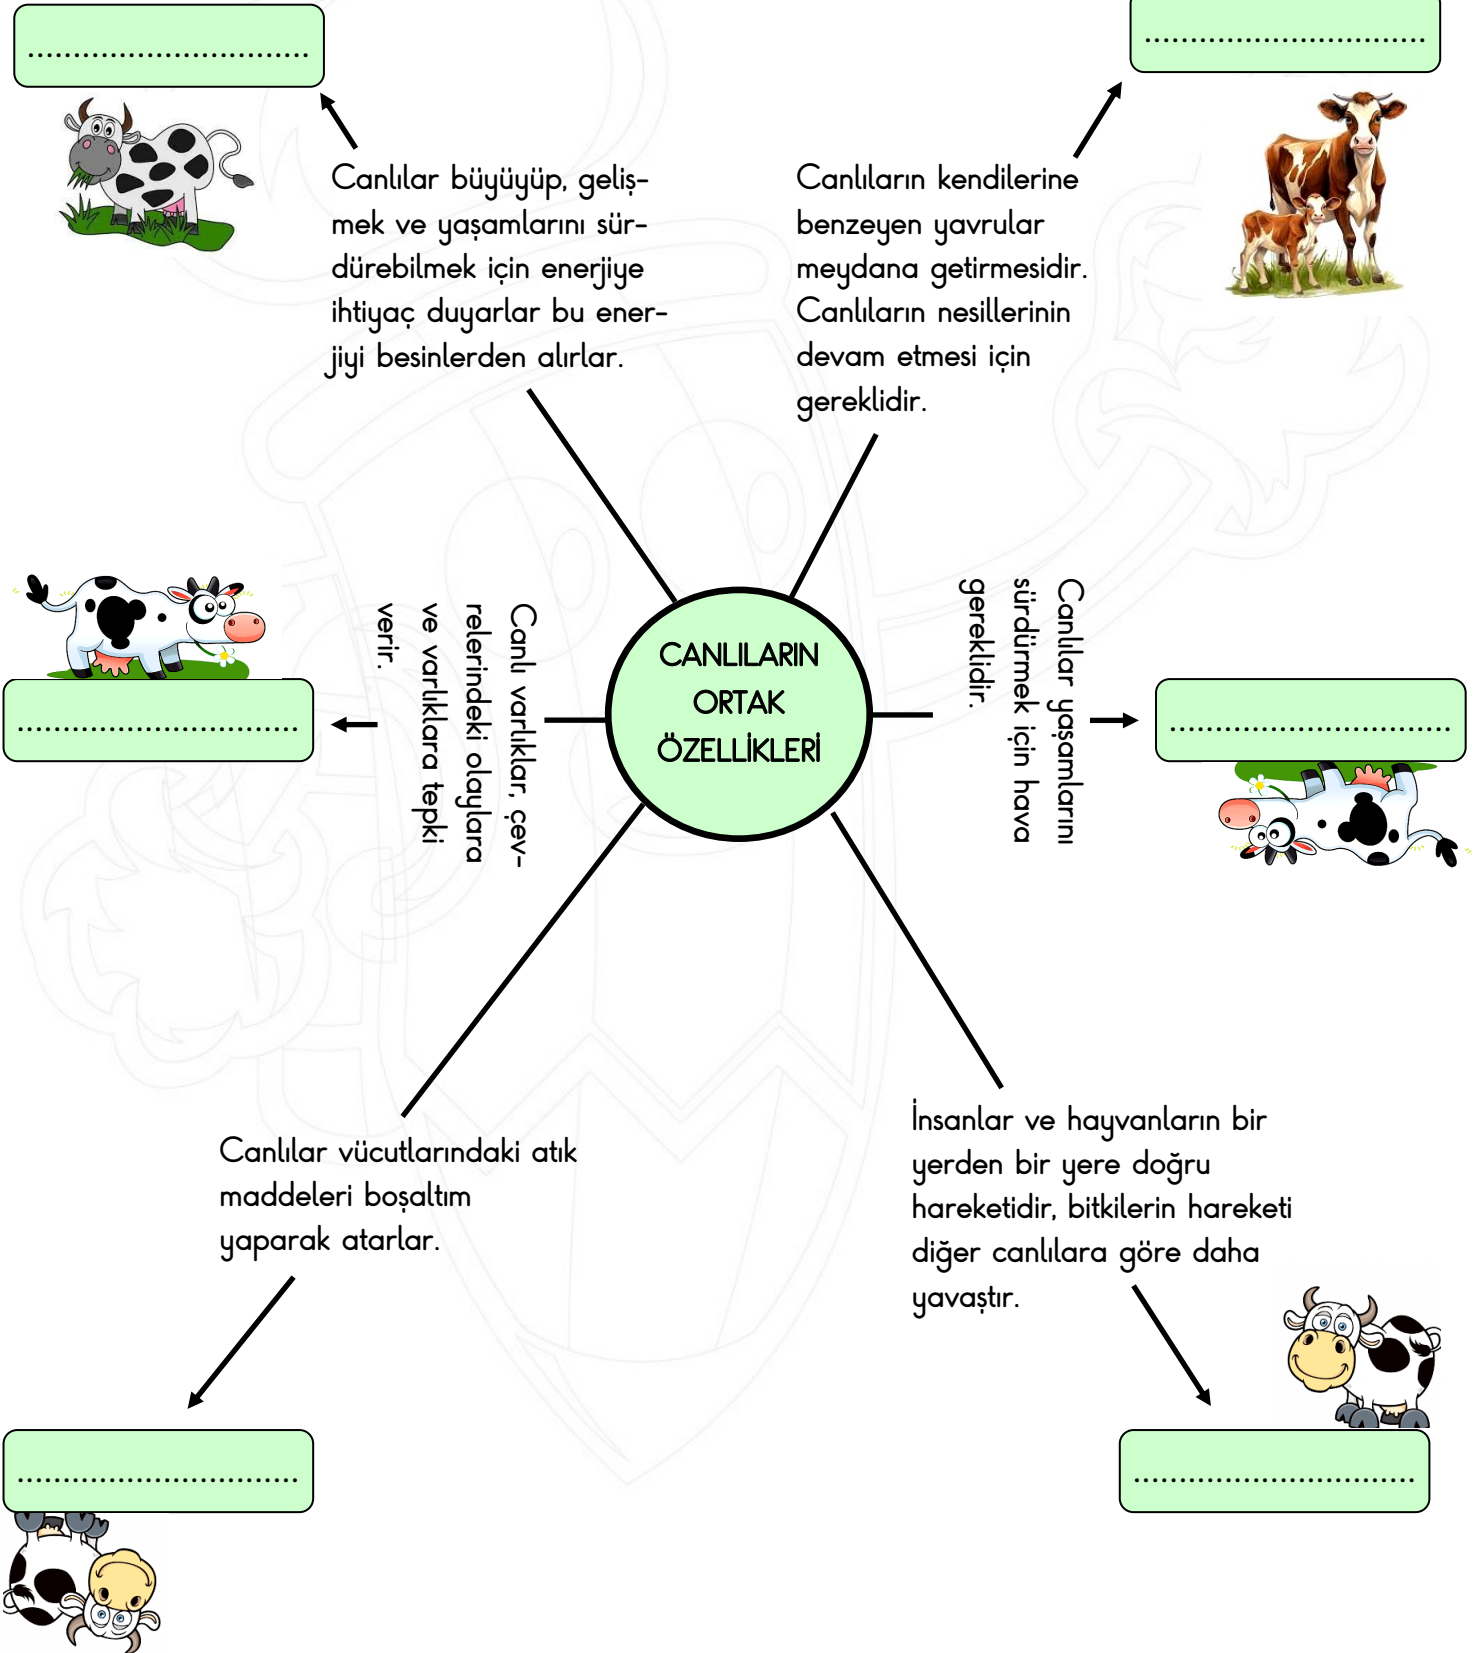 ..............................
..............................
Canlılar büyüyüp, geliş-
mek ve yaşamlarını sür-
dürebilmek için enerjiye
ihtiyaç duyarlar bu ener-
jiyi besinlerden alırlar.
Canlıların kendilerine
benzeyen yavrular
meydana getirmesidir.
Canlıların nesillerinin
devam etmesi için
gereklidir.
..............................
Canlı varlıklar, çev-
relerindeki olaylara
ve varlıklara tepki
verir.
CANLILARIN
ORTAK
ÖZELLİKLERİ
Canlılar yaşamlarını
sürdürmek için hava
gereklidir.
..............................
Canlılar vücutlarındaki atık
maddeleri boşaltım
yaparak atarlar.
İnsanlar ve hayvanların bir
yerden bir yere doğru
hareketidir, bitkilerin hareketi
diğer canlılara göre daha
yavaştır.
..............................
..............................